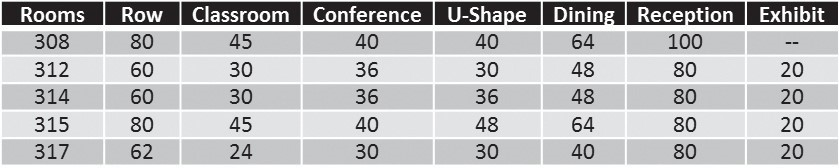 Rooms Row Classroom Conference U-Shape Dining Reception Exhibit
308 80 45 40 40 64 100 --
312 60 30 36 30 48 80 20
314 60 30 36 36 48 80 20
315 80 45 40 48 64 80 20
317 62 24 30 30 40 80 20